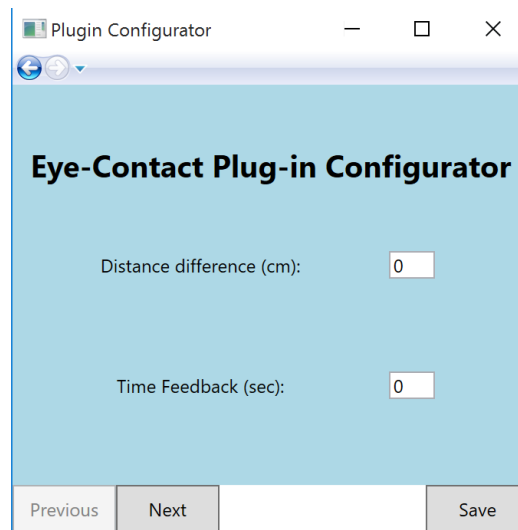 Plugin Configurator
Eye-Contact Plug-in Configurator
Distance difference (cm): 0
Time Feedback (sec): 0
Previous Next Save